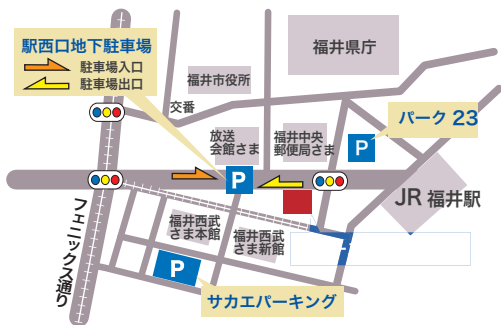 駅西口地下駐車場
駐車場入口
駐車場出口
福井県庁
福井市役所
交番
パーク 23
放送
会館さま
福井中央
郵便局さま
P
P
JR 福井駅
フェニックス通り
福井西武
さま本館
福井西武
さま新館
P
サカエパーキング